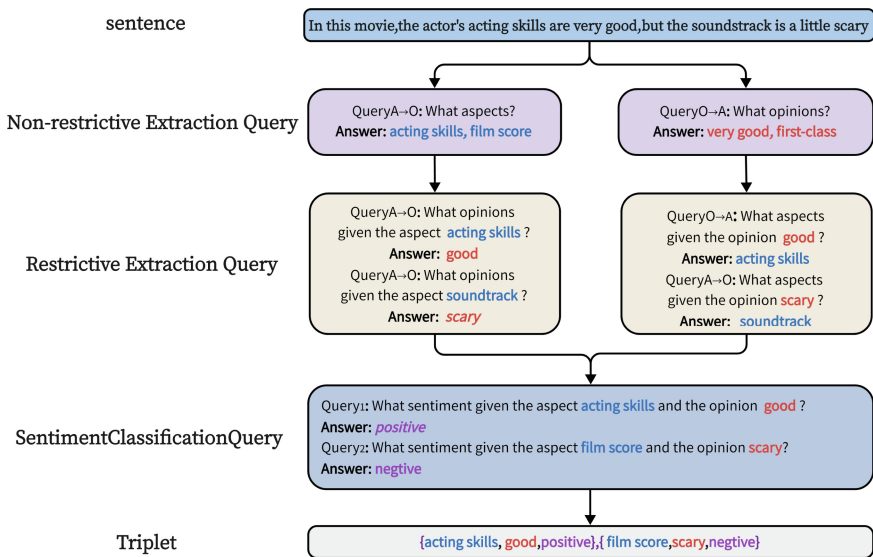 sentence
In this movie,the actor's acting skills are very good,but the soundstrack is a little scary
Non-restrictive Extraction Query
QueryA→O: What aspects?
Answer: acting skills, film score
QueryO→A: What opinions?
Answer: very good, first-class
Restrictive Extraction Query
QueryA→O: What opinions
given the aspect acting skills ?
Answer: good
QueryA→O: What opinions
given the aspect soundtrack ?
Answer: scary
QueryO→A: What aspects
given the opinion good ?
Answer: acting skills
QueryA→O: What aspects
given the opinion scary ?
Answer: soundtrack
SentimentClassificationQuery
Query1: What sentiment given the aspect acting skills and the opinion good ?
Answer: positive
Query2: What sentiment given the aspect film score and the opinion scary?
Answer: negtive
Triplet
{acting skills, good,positive},{ film score,scary,negtive}